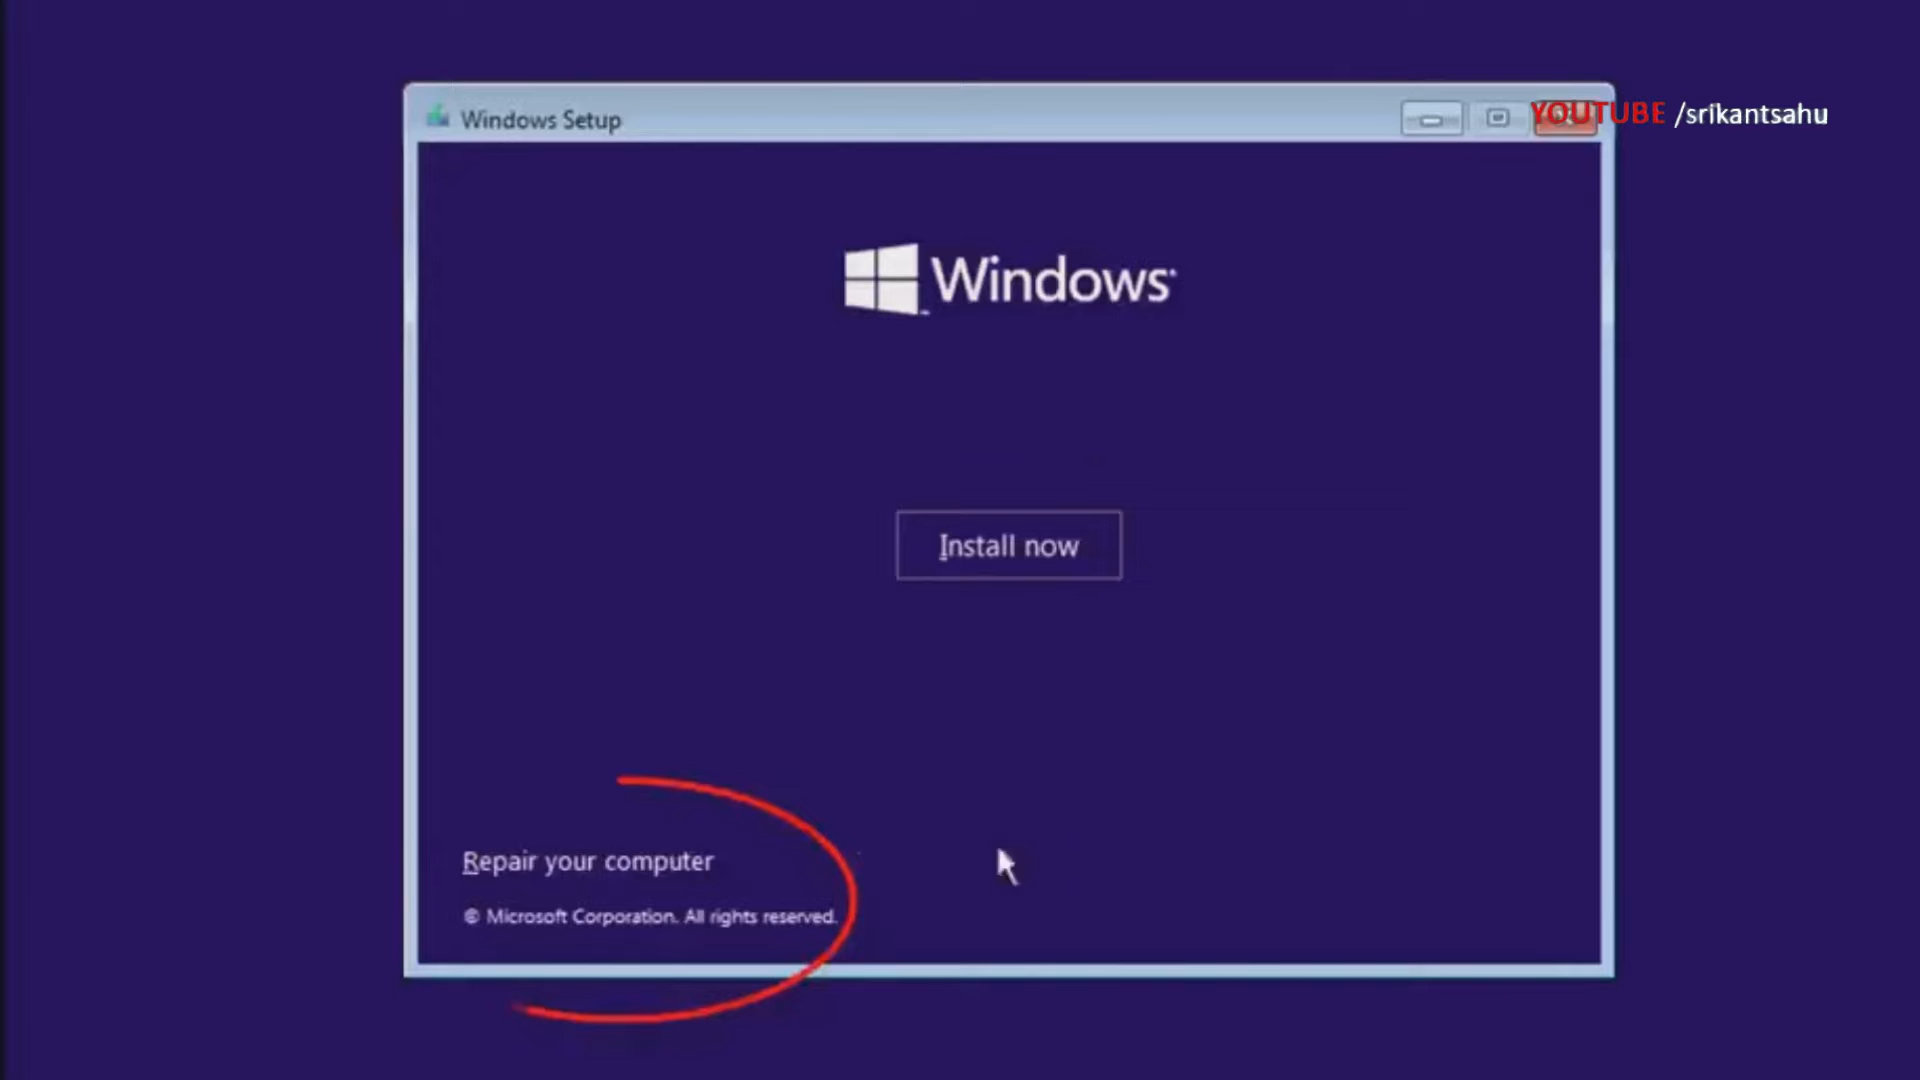 Windows Setup
YOUTUBE /srikantsahu
Windows
Install now
Repair your computer
© Microsoft Corporation. All rights reserved.